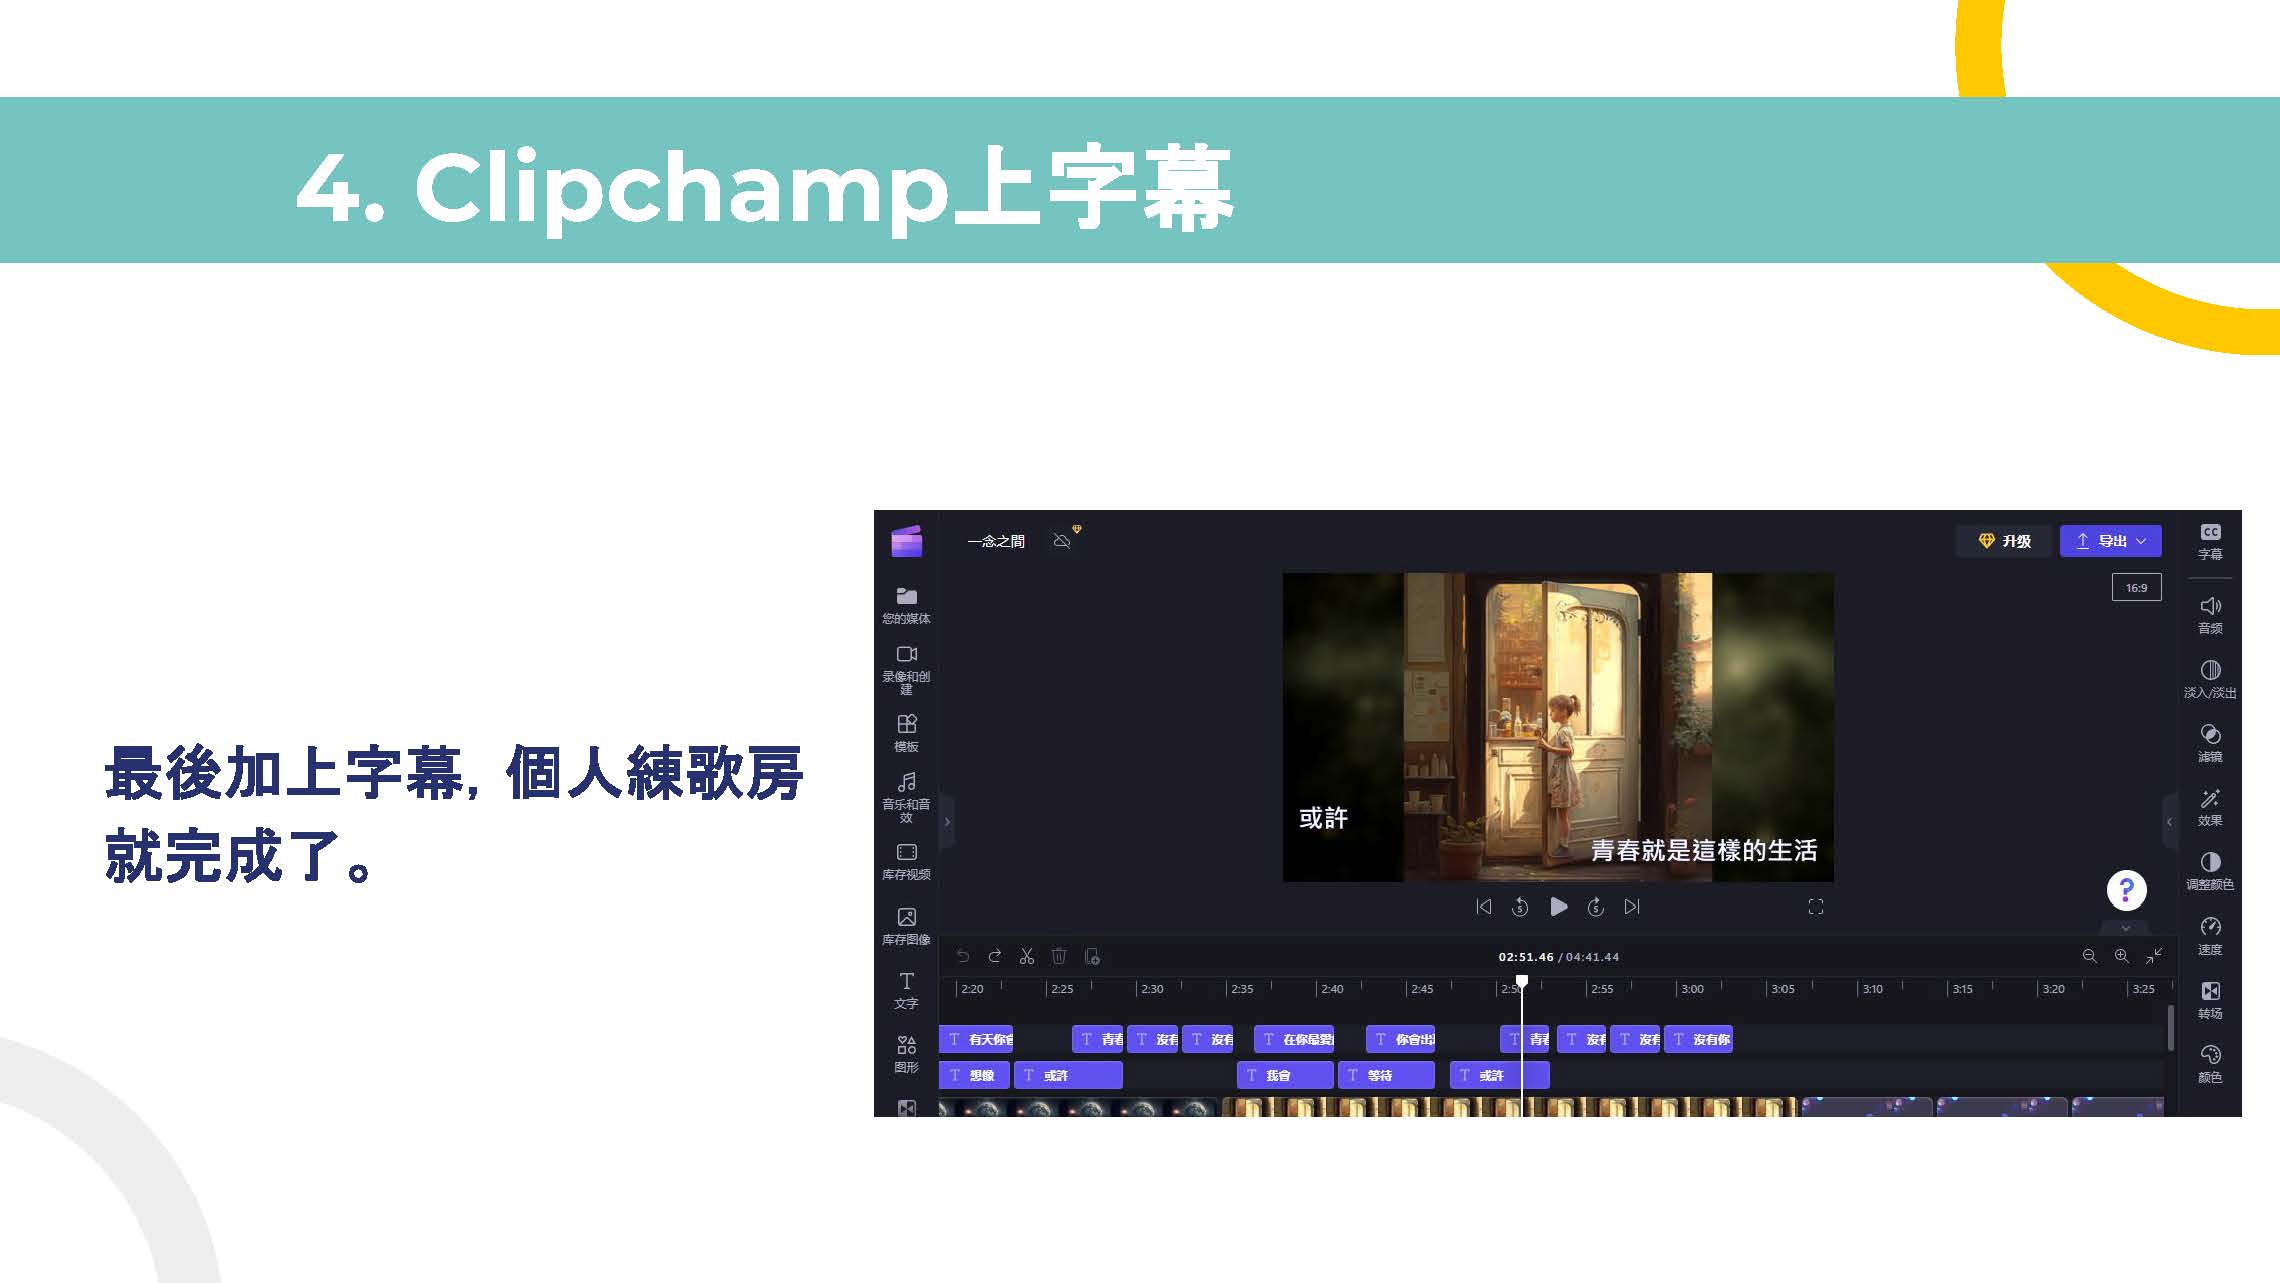 4. Clipchamp上字幕
最後加上字幕, 個人練歌房
就完成了。
一念之間
升级
导出
16:9
您的媒体
录像和创
建
模板
音乐和音
效
库存视频
库存图像
文字
图形
CC
字幕
音频
淡入/淡出
滤镜
效果
调整颜色
速度
转场
颜色
或許
青春就是這樣的生活
5
5
?
02:51.46 / 04:41.44
2:20 2:25 2:30 2:35 2:40 2:45 2:50 2:55 3:00 3:05 3:10 3:15 3:20 3:25
T 有天你會 T 青春 T 沒有 T 沒有 T 在你最愛 T 你會出 T 青春 T 沒有 T 沒有 T 沒有你
T 想像 T 或許 T 我會 T 等待 T 或許